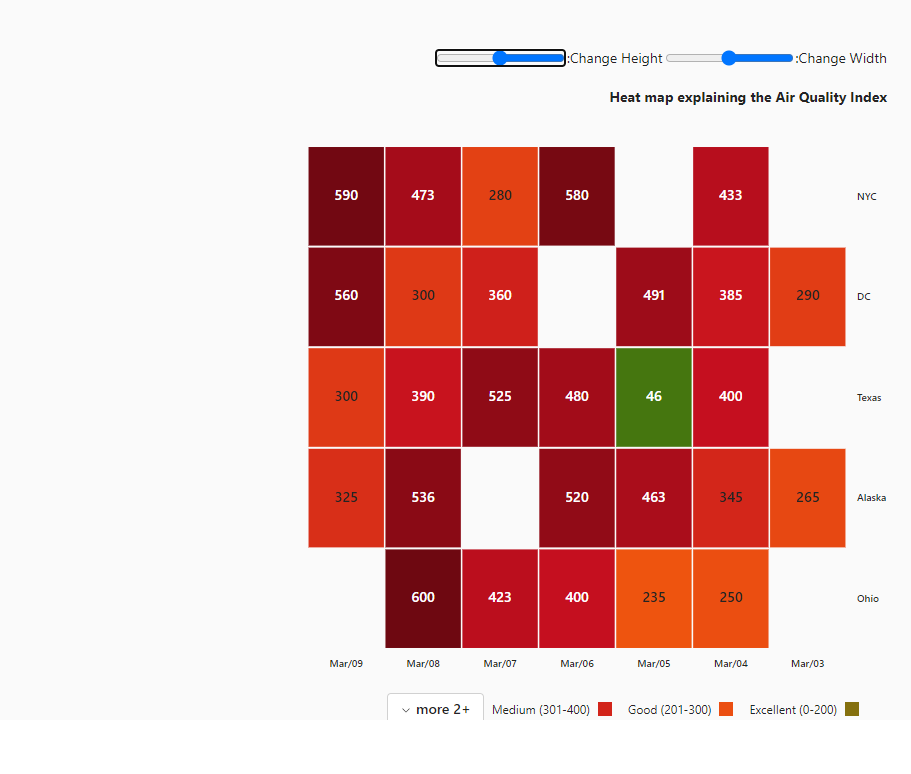 :Change Height :Change Width
Heat map explaining the Air Quality Index
590 473 280 580 433 NYC
560 300 360 491 385 290 DC
300 390 525 480 46 400 Texas
325 536 520 463 345 265 Alaska
600 423 400 235 250 Ohio
Mar/09 Mar/08 Mar/07 Mar/06 Mar/05 Mar/04 Mar/03
more 2+ Medium (301-400) Good (201-300) Excellent (0-200)